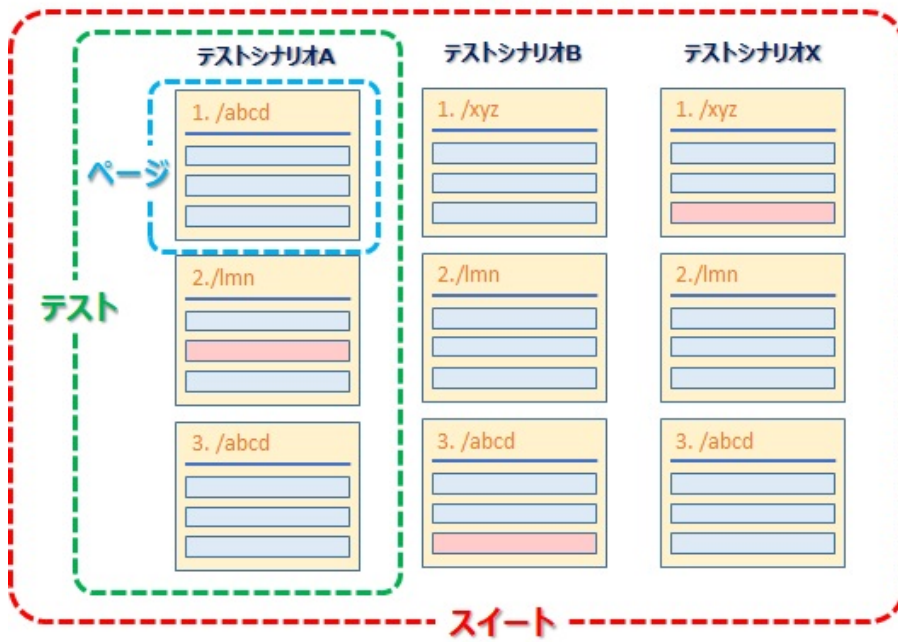 テストシナリオA
テストシナリオB
テストシナリオX
1. /abcd
1. /xyz
1. /xyz
ページ
2./lmn
2./lmn
2./lmn
テスト
3. /abcd
3. /abcd
3. /abcd
スイート